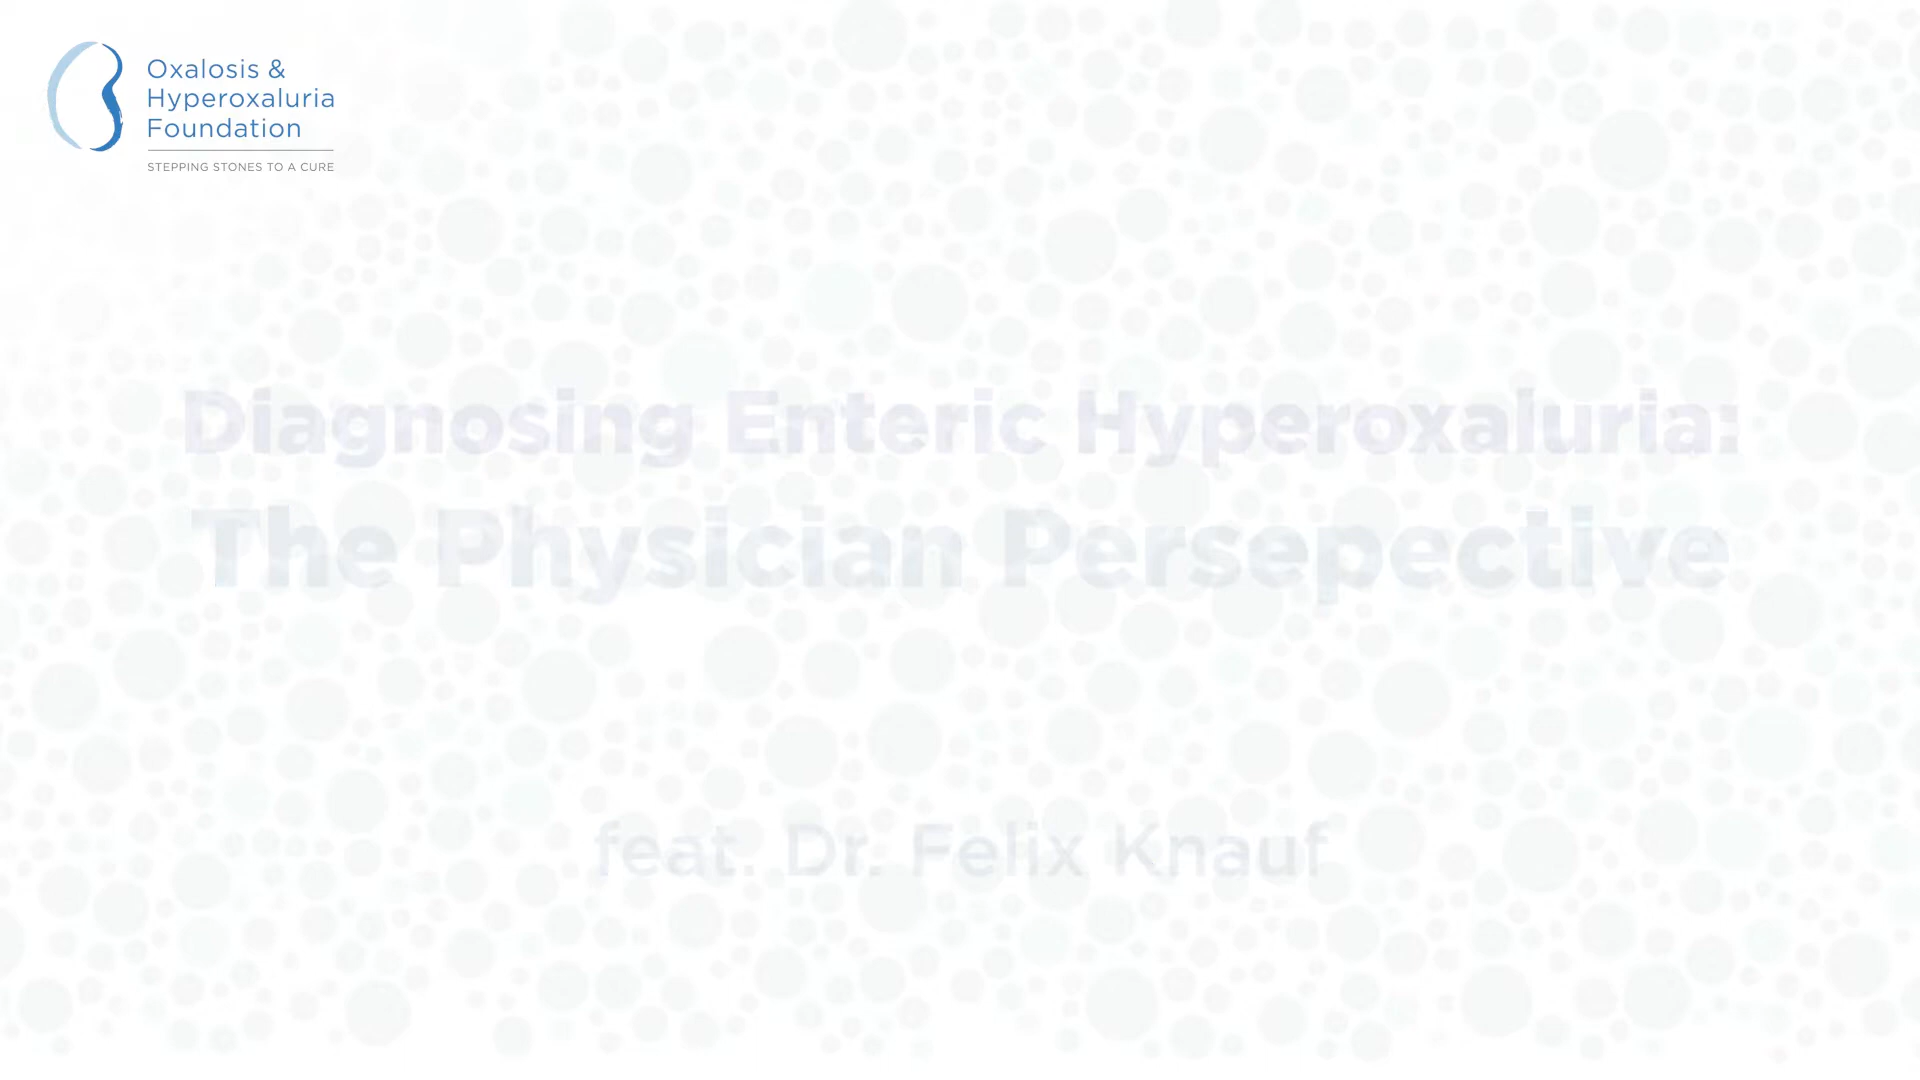 Oxalosis &
Hyperoxaluria
Foundation
STEPPING STONES TO A CURE
Diagnosing Enteric Hyperoxaluria:
The Physician Persepective
feat. Dr. Felix Knauf